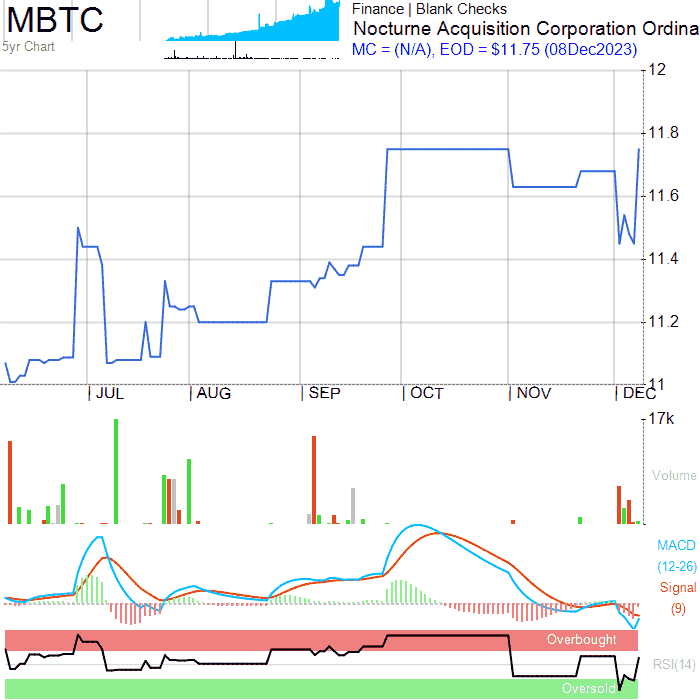 MBTC
5yr Chart
Finance | Blank Checks
Nocturne Acquisition Corporation Ordina
MC = (N/A), EOD = $11.75 (08Dec2023)
12
11.8
11.6
11.4
11.2
11
JUL AUG SEP OCT NOV DEC
17k
Volume
MACD
(12-26)
Signal
(9)
Overbought
RSI(14)
Oversold